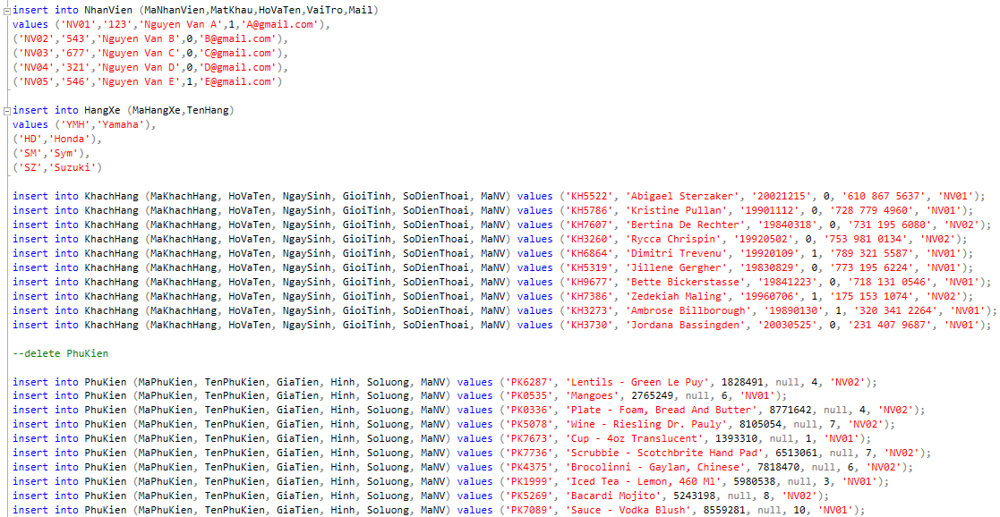 insert into NhanVien (MaNhanVien,MatKhau,HoVaTen,VaiTro,Mail)
values ('NV01','123','Nguyen Van A',1,'A@gmail.com'),
('NV02','543','Nguyen Van B',0,'B@gmail.com'),
('NV03','677','Nguyen Van C',0,'C@gmail.com'),
('NV04','321','Nguyen Van D',0,'D@gmail.com'),
('NV05','546','Nguyen Van E',1,'E@gmail.com')
insert into HangXe (MaHangXe,TenHang)
values ('YMH','Yamaha'),
('HD','Honda'),
('SM','Sym'),
('SZ','Suzuki')
insert into KhachHang (MaKhachHang, HoVaTen, NgaySinh, GioiTinh, SoDienThoai, MaNV) values ('KH5522', 'Abigael Sterzaker', '20021215', 0, '610 867 5637', 'NV01');
insert into KhachHang (MaKhachHang, HoVaTen, NgaySinh, GioiTinh, SoDienThoai, MaNV) values ('KH5786', 'Kristine Pullan', '19901112', 0, '728 779 4960', 'NV01');
insert into KhachHang (MaKhachHang, HoVaTen, NgaySinh, GioiTinh, SoDienThoai, MaNV) values ('KH7607', 'Bertina De Rechter', '19840318', 0, '731 195 6080', 'NV02');
insert into KhachHang (MaKhachHang, HoVaTen, NgaySinh, GioiTinh, SoDienThoai, MaNV) values ('KH3260', 'Rycca Chrispin', '19920502', 0, '753 981 0134', 'NV02');
insert into KhachHang (MaKhachHang, HoVaTen, NgaySinh, GioiTinh, SoDienThoai, MaNV) values ('KH6864', 'Dimitri Trevenu', '19920109', 1, '789 321 5587', 'NV01');
insert into KhachHang (MaKhachHang, HoVaTen, NgaySinh, GioiTinh, SoDienThoai, MaNV) values ('KH5319', 'Jillene Gergher', '19830829', 0, '773 195 6224', 'NV01');
insert into KhachHang (MaKhachHang, HoVaTen, NgaySinh, GioiTinh, SoDienThoai, MaNV) values ('KH9677', 'Bette Bickerstasse', '19841223', 0, '718 131 0546', 'NV01');
insert into KhachHang (MaKhachHang, HoVaTen, NgaySinh, GioiTinh, SoDienThoai, MaNV) values ('KH7386', 'Zedekiah Maling', '19960706', 1, '175 153 1074', 'NV02');
insert into KhachHang (MaKhachHang, HoVaTen, NgaySinh, GioiTinh, SoDienThoai, MaNV) values ('KH3273', 'Ambrose Billborough', '19890130', 1, '320 341 2264', 'NV01');
insert into KhachHang (MaKhachHang, HoVaTen, NgaySinh, GioiTinh, SoDienThoai, MaNV) values ('KH3730', 'Jordana Bassingden', '20030525', 0, '231 407 9687', 'NV01');
--delete PhuKien
insert into PhuKien (MaPhuKien, TenPhuKien, GiaTien, Hinh, Soluong, MaNV) values ('PK6287', 'Lentils - Green Le Puy', 1828491, null, 4, 'NV02');
insert into PhuKien (MaPhuKien, TenPhuKien, GiaTien, Hinh, Soluong, MaNV) values ('PK0535', 'Mangoes', 2765249, null, 6, 'NV01');
insert into PhuKien (MaPhuKien, TenPhuKien, GiaTien, Hinh, Soluong, MaNV) values ('PK0336', 'Plate - Foam, Bread And Butter', 8771642, null, 4, 'NV02');
insert into PhuKien (MaPhuKien, TenPhuKien, GiaTien, Hinh, Soluong, MaNV) values ('PK5078', 'Wine - Riesling Dr. Pauly', 8105054, null, 7, 'NV02');
insert into PhuKien (MaPhuKien, TenPhuKien, GiaTien, Hinh, Soluong, MaNV) values ('PK7673', 'Cup - 4oz Translucent', 1393310, null, 1, 'NV01');
insert into PhuKien (MaPhuKien, TenPhuKien, GiaTien, Hinh, Soluong, MaNV) values ('PK7736', 'Scrubbie - Scotchbrite Hand Pad', 6513061, null, 7, 'NV02');
insert into PhuKien (MaPhuKien, TenPhuKien, GiaTien, Hinh, Soluong, MaNV) values ('PK4375', 'Brocolinni - Gaylan, Chinese', 7818470, null, 6, 'NV02');
insert into PhuKien (MaPhuKien, TenPhuKien, GiaTien, Hinh, Soluong, MaNV) values ('PK1999', 'Iced Tea - Lemon, 460 Ml', 5980538, null, 3, 'NV01');
insert into PhuKien (MaPhuKien, TenPhuKien, GiaTien, Hinh, Soluong, MaNV) values ('PK5269', 'Bacardi Mojito', 5243198, null, 8, 'NV02');
insert into PhuKien (MaPhuKien, TenPhuKien, GiaTien, Hinh, Soluong, MaNV) values ('PK7089', 'Sauce - Vodka Blush', 8559281, null, 10, 'NV01');